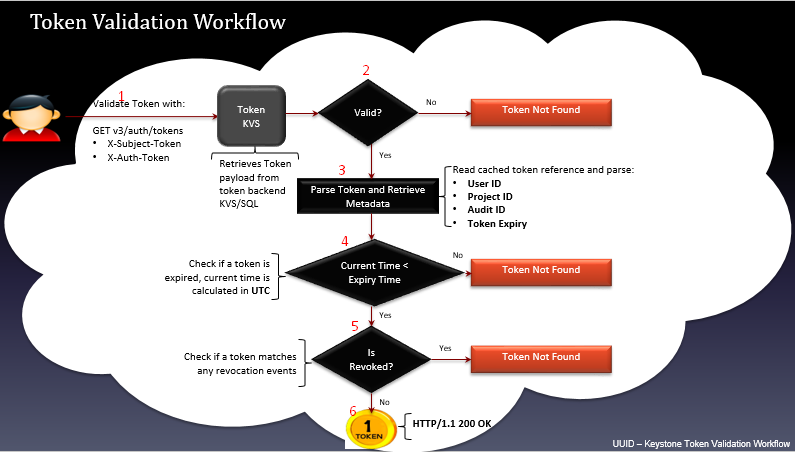 Token Validation Workflow
1
Validate Token with:
GET v3/auth/tokens
• X-Subject-Token
• X-Auth-Token
Token
KVS
Retrieves Token
payload from
token backend
KVS/SQL
2
Valid?
No
Token Not Found
Yes
3
Parse Token and Retrieve
Metadata
Read cached token reference and parse:
• User ID
• Project ID
• Audit ID
• Token Expiry
4
Check if a token is
expired, current time is
calculated in UTC
Current Time <
Expiry Time
No
Token Not Found
Yes
5
Check if a token matches
any revocation events
Is
Revoked?
Yes
Token Not Found
No
6
1
TOKEN
HTTP/1.1 200 OK
UUID – Keystone Token Validation Workflow